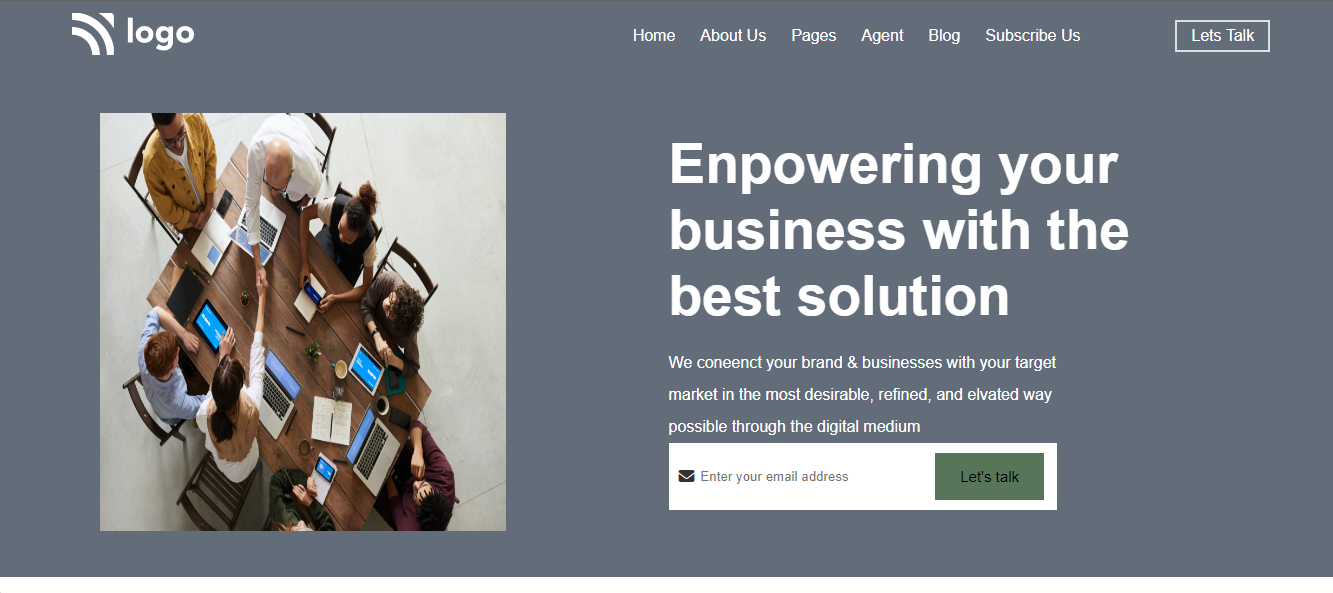 logo
Home About Us Pages Agent Blog Subscribe Us Lets Talk
Enpowering your
business with the
best solution
We coneenct your brand & businesses with your target
market in the most desirable, refined, and elvated way
possible through the digital medium
Enter your email address Let's talk